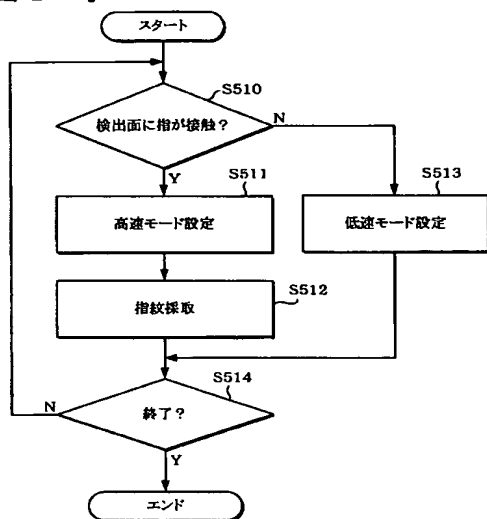 スタート
S510
検出面に指が接触?
N
Y
S511
S513
高速モード設定
低速モード設定
指紋採取
S512
S514
N
終了?
Y
エンド